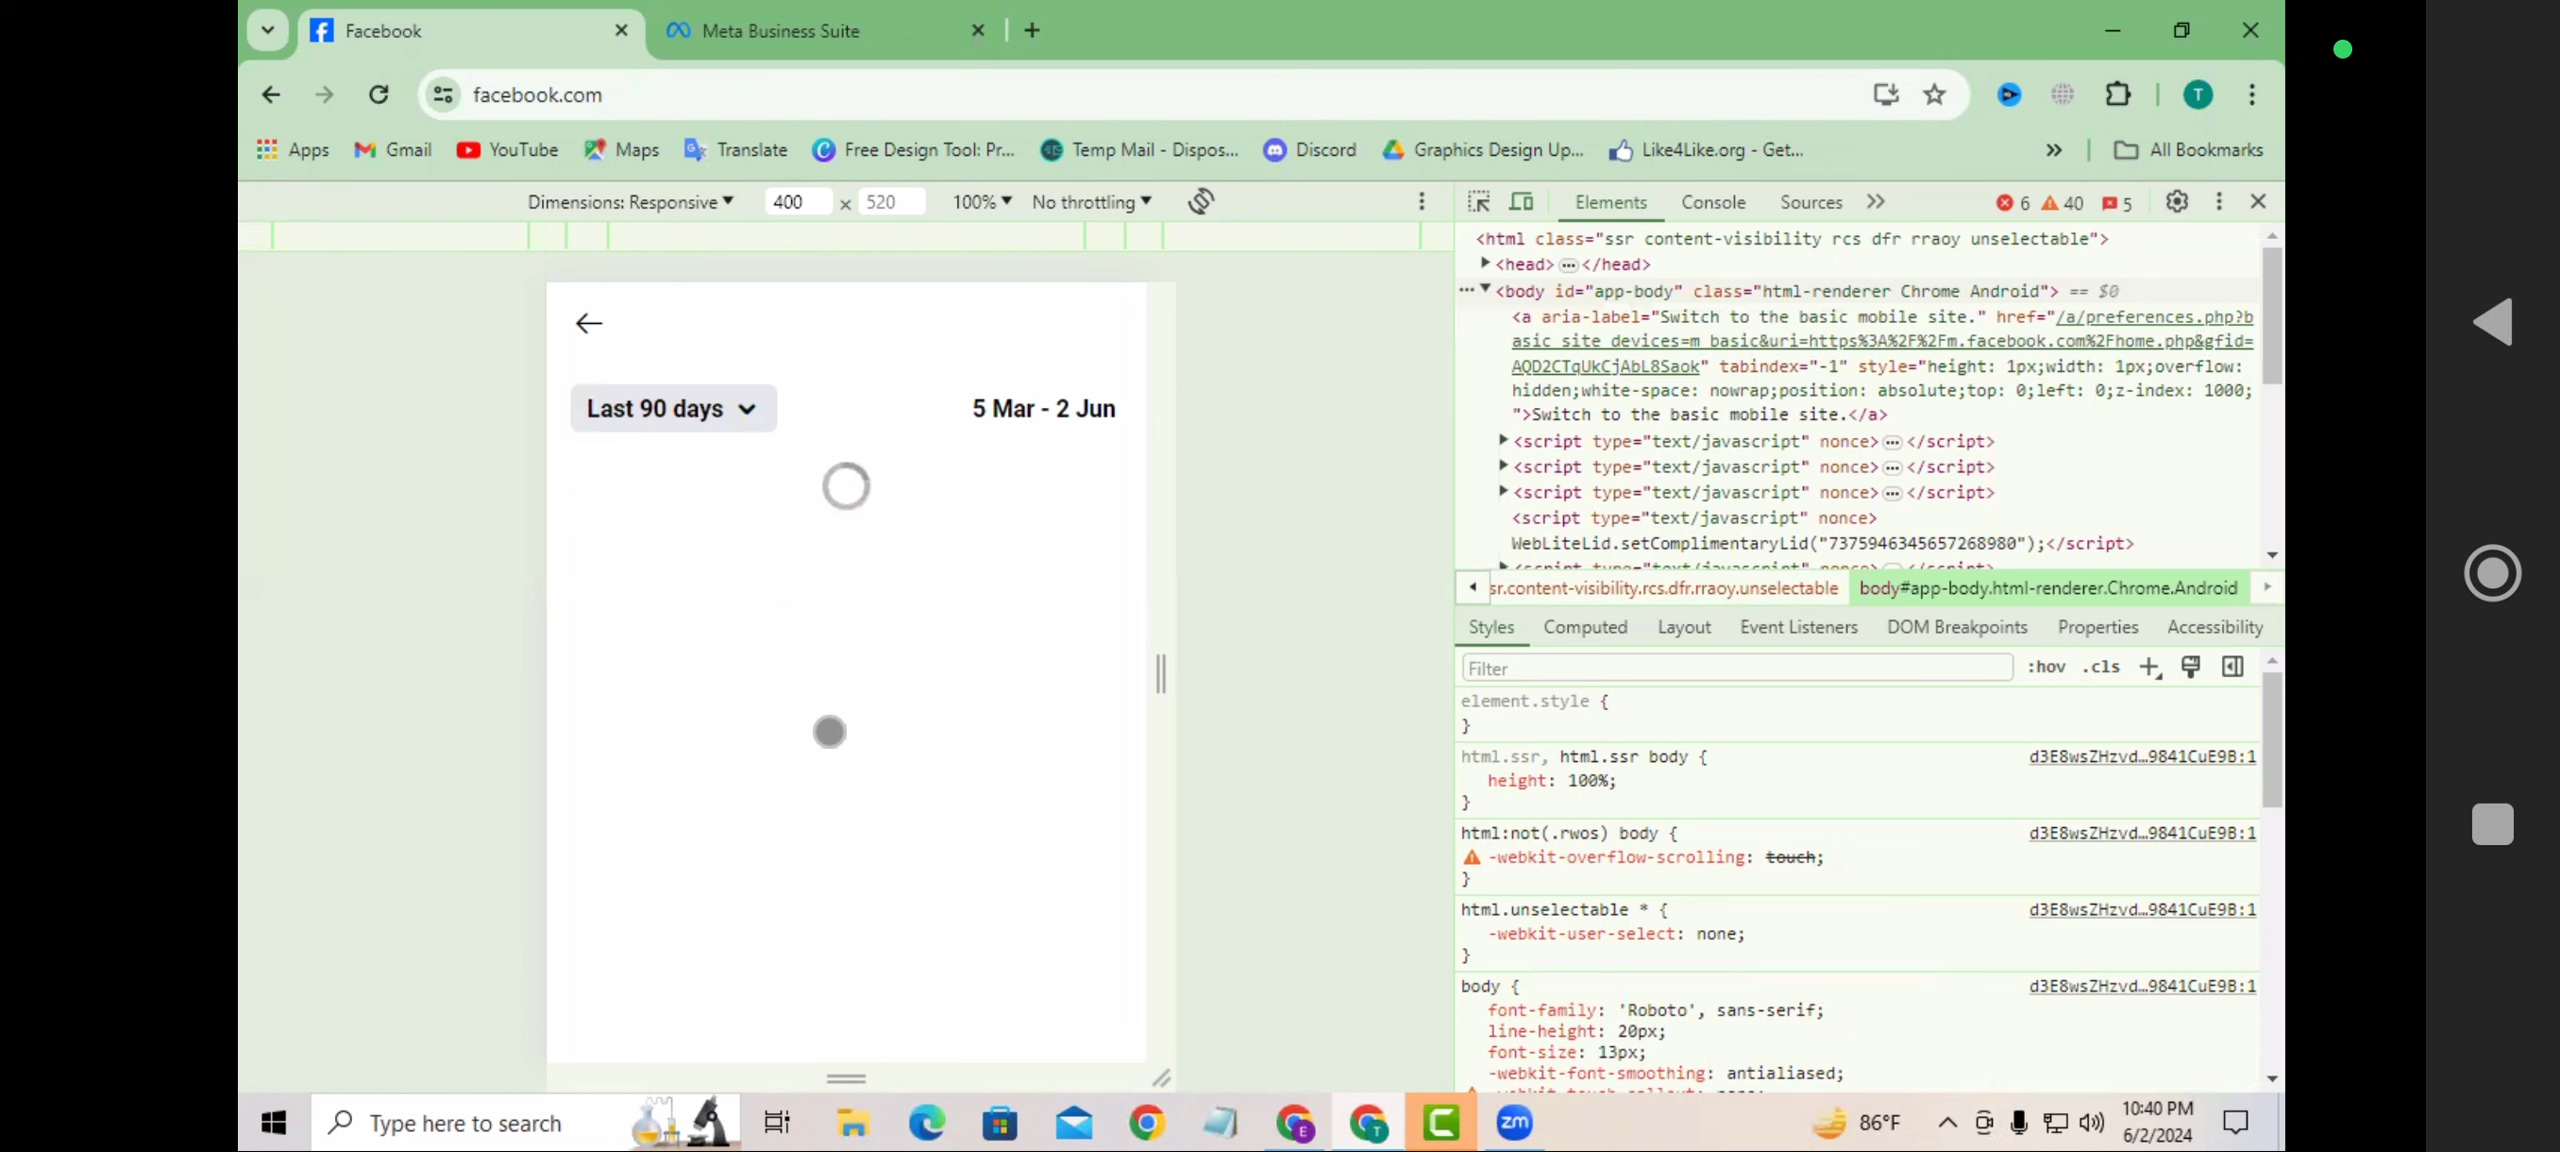 Facebook
Meta Business Suite
facebook.com
T
Apps
Gmail
YouTube
Maps
Translate
Free Design Tool: Pr...
Temp Mail - Dispos...
Discord
Graphics Design Up...
Like4Like.org - Get...
All Bookmarks
Dimensions: Responsive
400 x 520
100%
No throttling
Elements
Console
Sources
6
40
5
Last 90 days
5 Mar - 2 Jun
<html class="ssr content-visibility rcs dfr rraoy unselectable">
<head> ••• </head>
••• <body id="app-body" class="html-renderer Chrome Android"> == $0
<a aria-label="Switch to the basic mobile site." href="/a/preferences.php?b
asic_site_devices=m_basic&uri=https%3A%2F%2Fm.facebook.com%2Fhome.php&gfid=
AQD2CTqUkCjAbL8Saok" tabindex="-1" style="height: 1px;width: 1px;overflow:
hidden;white-space: nowrap;position: absolute;top: 0;left: 0;z-index: 1000;
">Switch to the basic mobile site.</a>
<script type="text/javascript" nonce> ••• </script>
<script type="text/javascript" nonce> ••• </script>
<script type="text/javascript" nonce> ••• </script>
<script type="text/javascript" nonce>
WebLiteLid.setComplimentaryLid("7375946345657268980");</script>
sr.content-visibility.rcs.dfr.rraoy.unselectable
body#app-body.html-renderer.Chrome.Android
Styles
Computed
Layout
Event Listeners
DOM Breakpoints
Properties
Accessibility
Filter
:hov
.cls
element.style {
}
html.ssr, html.ssr body {
d3E8wsZHzvd…9841CuE9B:1
height: 100%;
}
html:not(.rwos) body {
d3E8wsZHzvd…9841CuE9B:1
-webkit-overflow-scrolling: touch;
}
html.unselectable * {
d3E8wsZHzvd…9841CuE9B:1
-webkit-user-select: none;
}
body {
d3E8wsZHzvd…9841CuE9B:1
font-family: 'Roboto', sans-serif;
line-height: 20px;
font-size: 13px;
-webkit-font-smoothing: antialiased;
Type here to search
E
T
zm
86°F
10:40 PM
6/2/2024